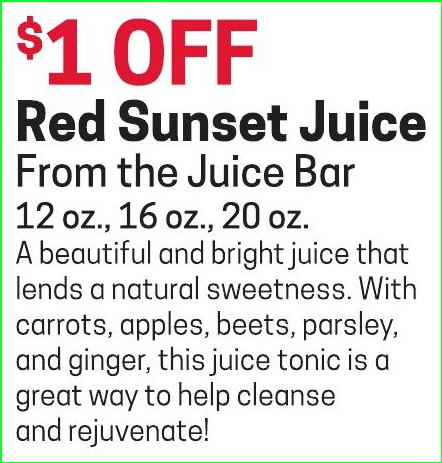 $1 OFF
Red Sunset Juice
From the Juice Bar
12 oz., 16 oz., 20 oz.
A beautiful and bright juice that
lends a natural sweetness. With
carrots, apples, beets, parsley,
and ginger, this juice tonic is a
great way to help cleanse
and rejuvenate!